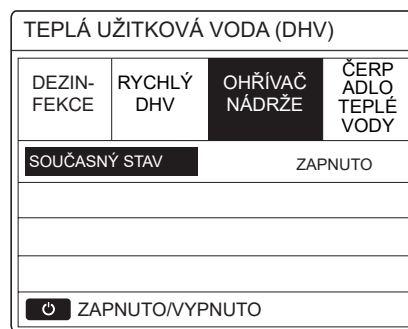 TEPLÁ UŽITKOVÁ VODA (DHV)
DEZIN-
FEKCE
RYCHLÝ
DHV
OHŘÍVAČ
NÁDRŽE
ČERP
ADLO
TEPLÉ
VODY
SOUČASNÝ STAV ZAPNUTO
ZAPNUTO/VYPNUTO